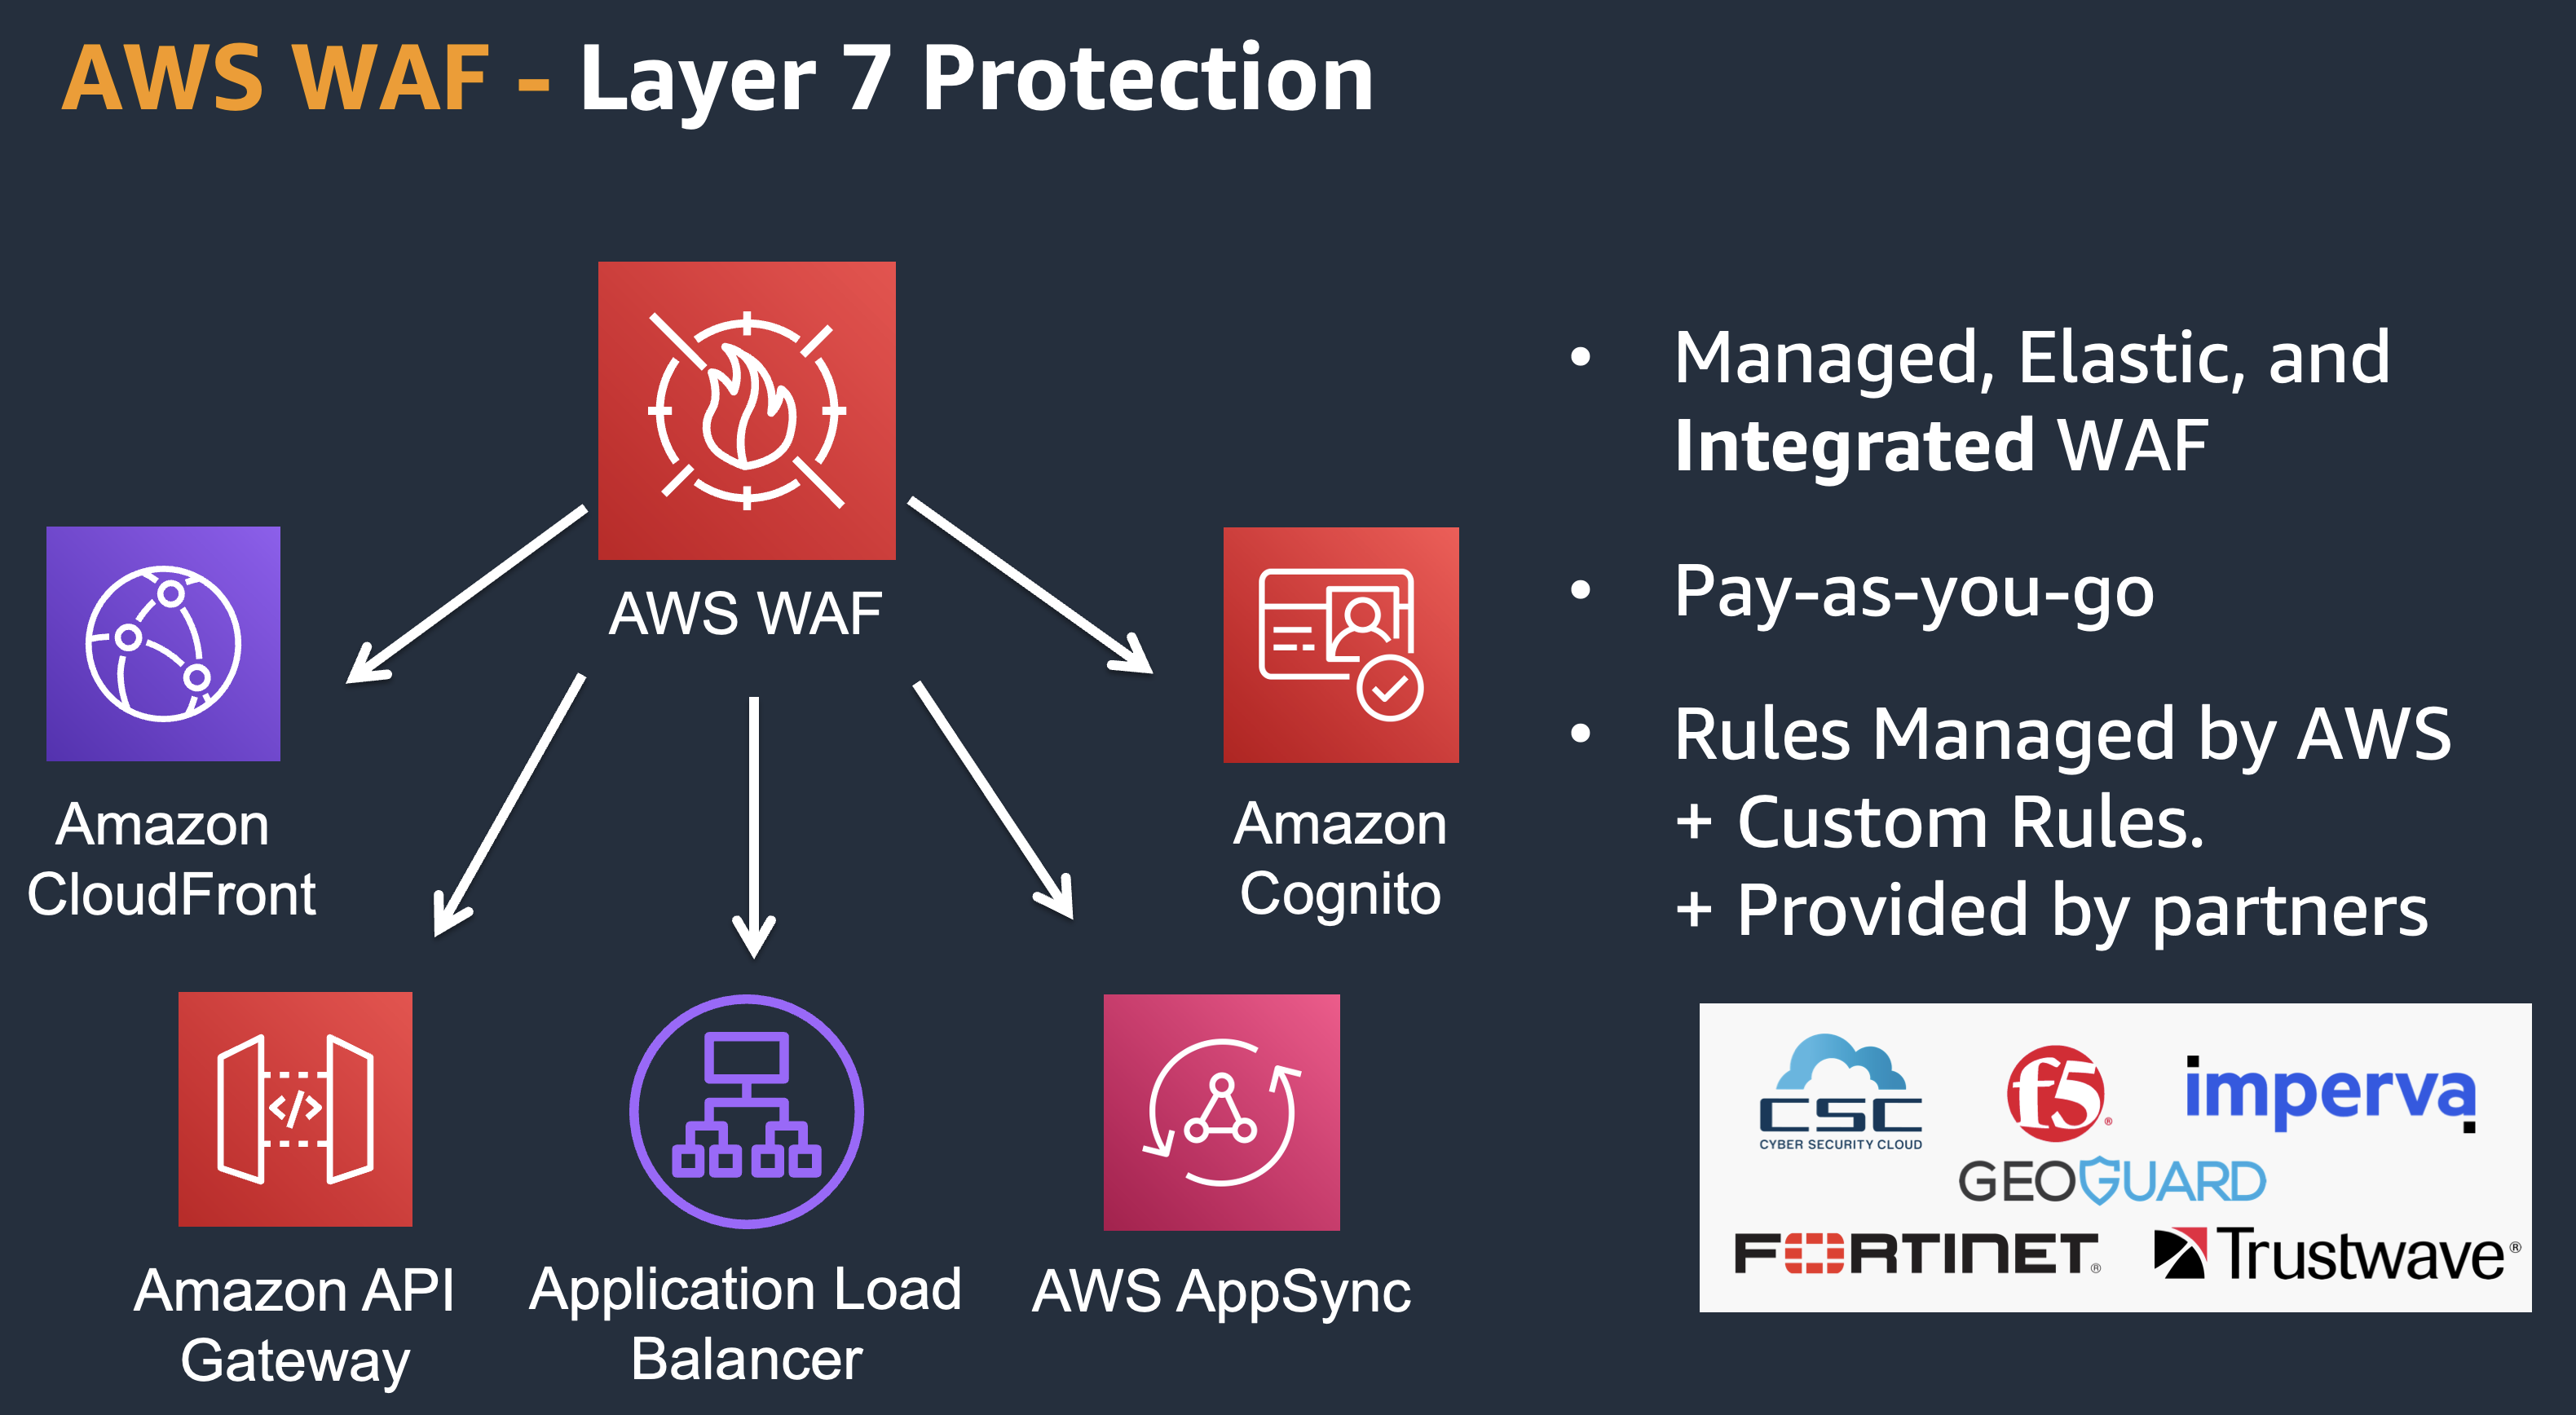 AWS WAF - Layer 7 Protection
AWS WAF
Amazon
CloudFront
Amazon
Cognito
Amazon API
Gateway
Application Load
Balancer
AWS AppSync
• Managed, Elastic, and
Integrated WAF
• Pay-as-you-go
• Rules Managed by AWS
+ Custom Rules.
+ Provided by partners
CSC
CYBER SECURITY CLOUD
f5®
imperva
GEOGUARD
FORTINET®
Trustwave®